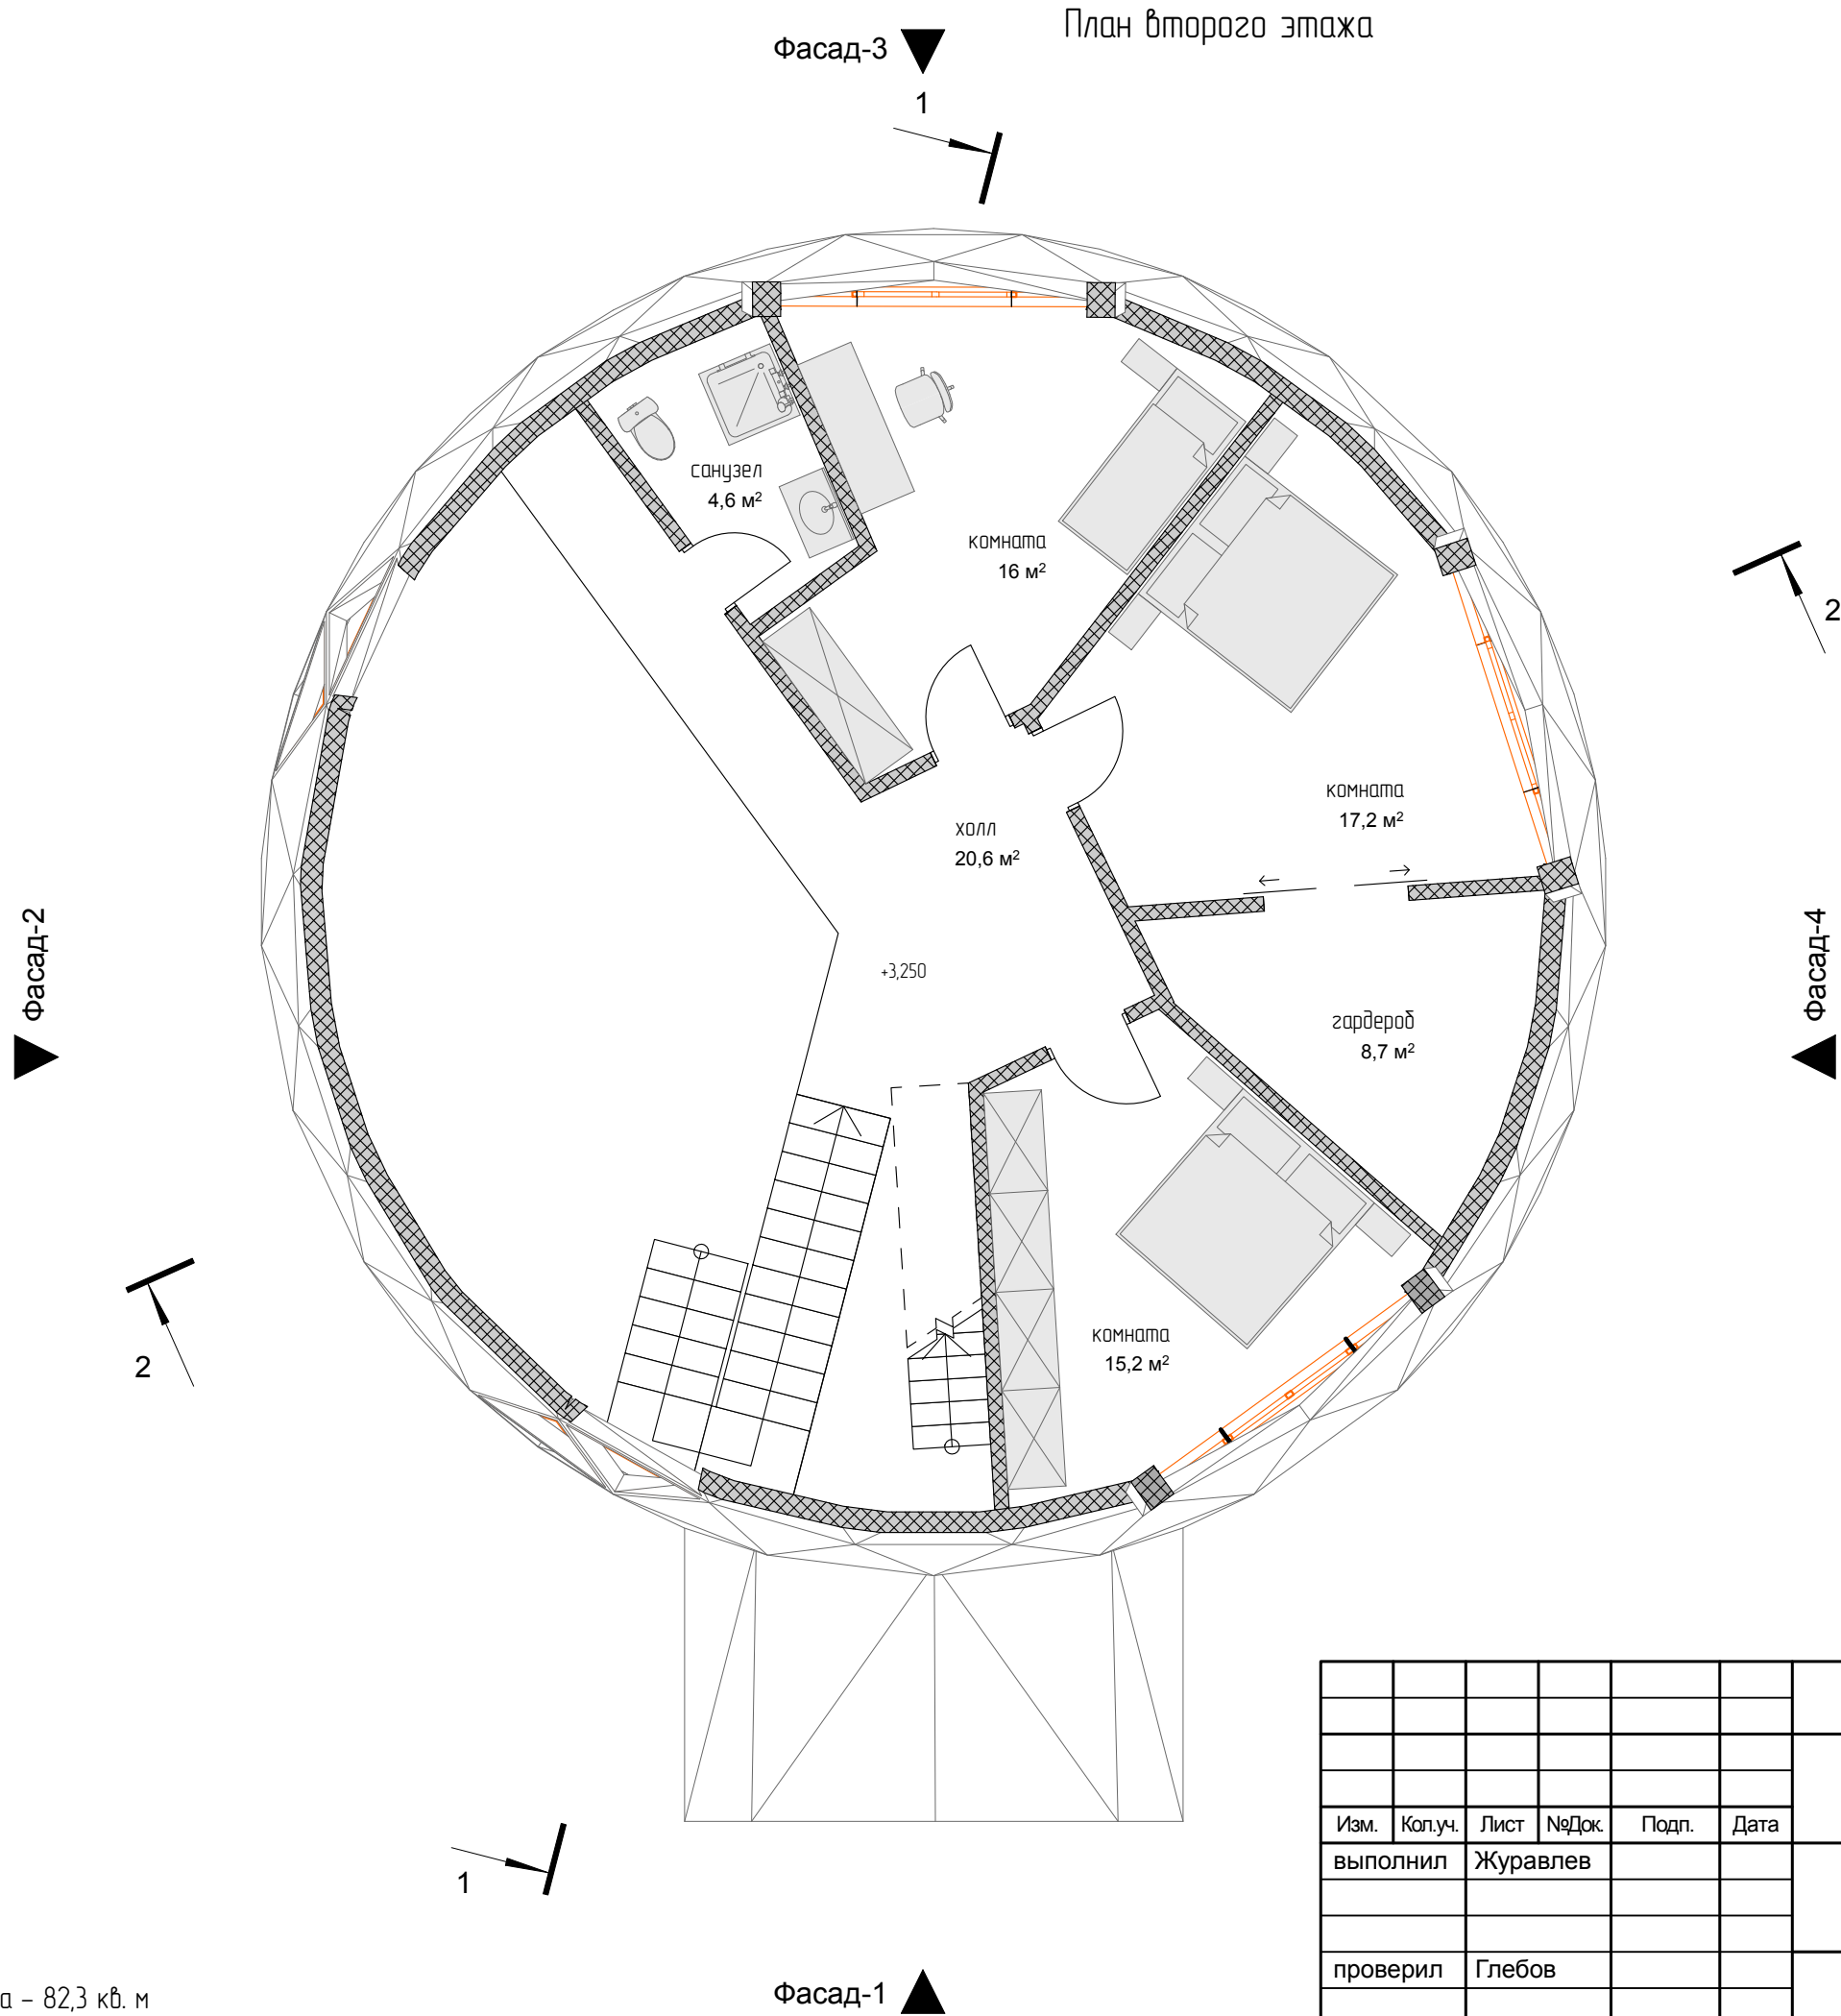 План второго этажа
Фасад-3
1
2
санузел
4,6 м²
комната
16 м²
комната
17,2 м²
холл
20,6 м²
+3,250
Фасад-2
Фасад-4
гардероб
8,7 м²
комната
15,2 м²
2
1
Изм. Кол.уч. Лист №Док. Подп. Дата
выполнил Журавлев
проверил Глебов
Фасад-1
а – 82,3 кв. м